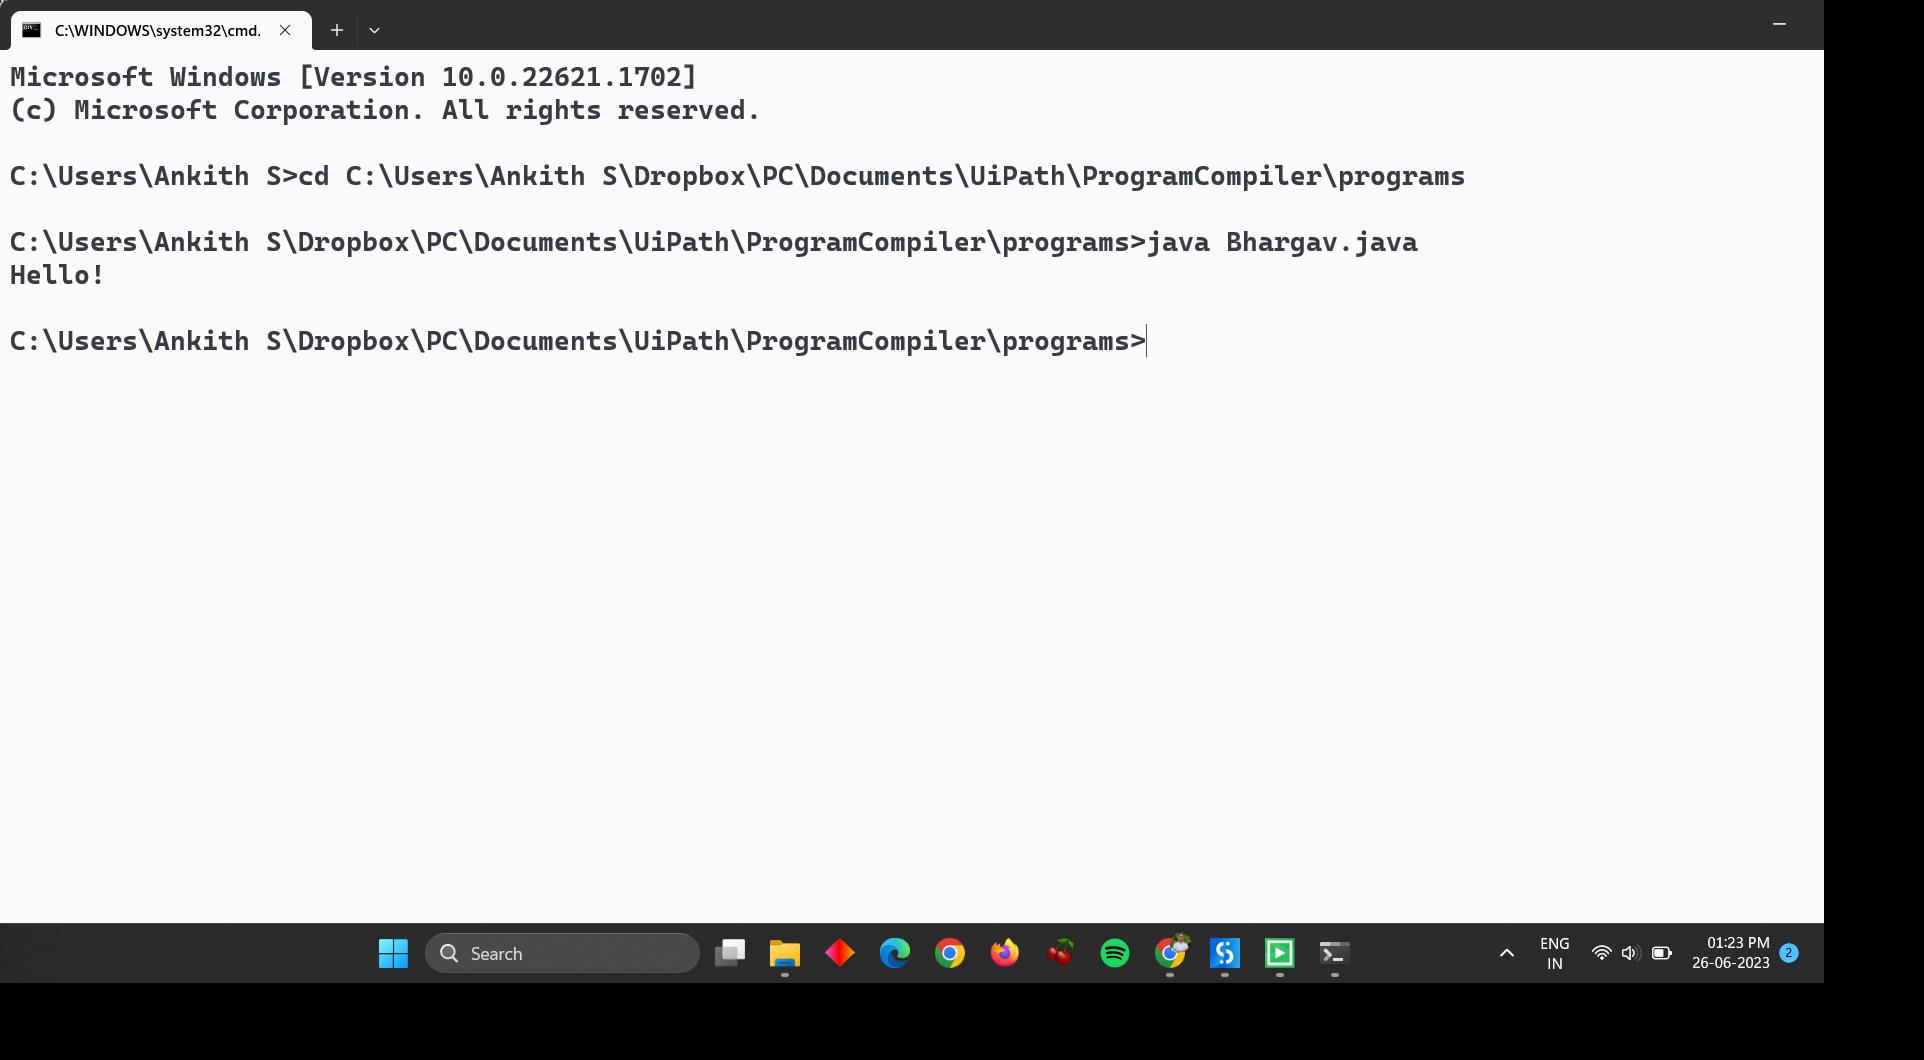 C:\WINDOWS\system32\cmd.
Microsoft Windows [Version 10.0.22621.1702]
(c) Microsoft Corporation. All rights reserved.
C:\Users\Ankith S>cd C:\Users\Ankith S\Dropbox\PC\Documents\UiPath\ProgramCompiler\programs
C:\Users\Ankith S\Dropbox\PC\Documents\UiPath\ProgramCompiler\programs>java Bhargav.java
Hello!
C:\Users\Ankith S\Dropbox\PC\Documents\UiPath\ProgramCompiler\programs>
Search
ENG
IN
01:23 PM
26-06-2023
2